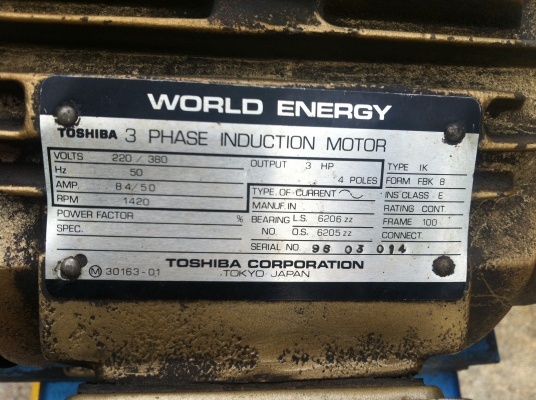 WORLD ENERGY
TOSHIBA 3 PHASE INDUCTION MOTOR
VOLTS 220 / 380
Hz 50
AMP. 8.4/5.0
RPM 1420
POWER FACTOR %
SPEC.
OUTPUT 3 HP
4 POLES
TYPE OF CURRENT
MANUF. IN
BEARING L.S. 6206 ZZ
NO. O.S. 6205 ZZ
SERIAL NO. 96 03 014
TYPE IK
FORM FBK 8
INS CLASS E
RATING CONT.
FRAME 100
CONNECT.
TOSHIBA CORPORATION
M 30163-01 TOKYO JAPAN